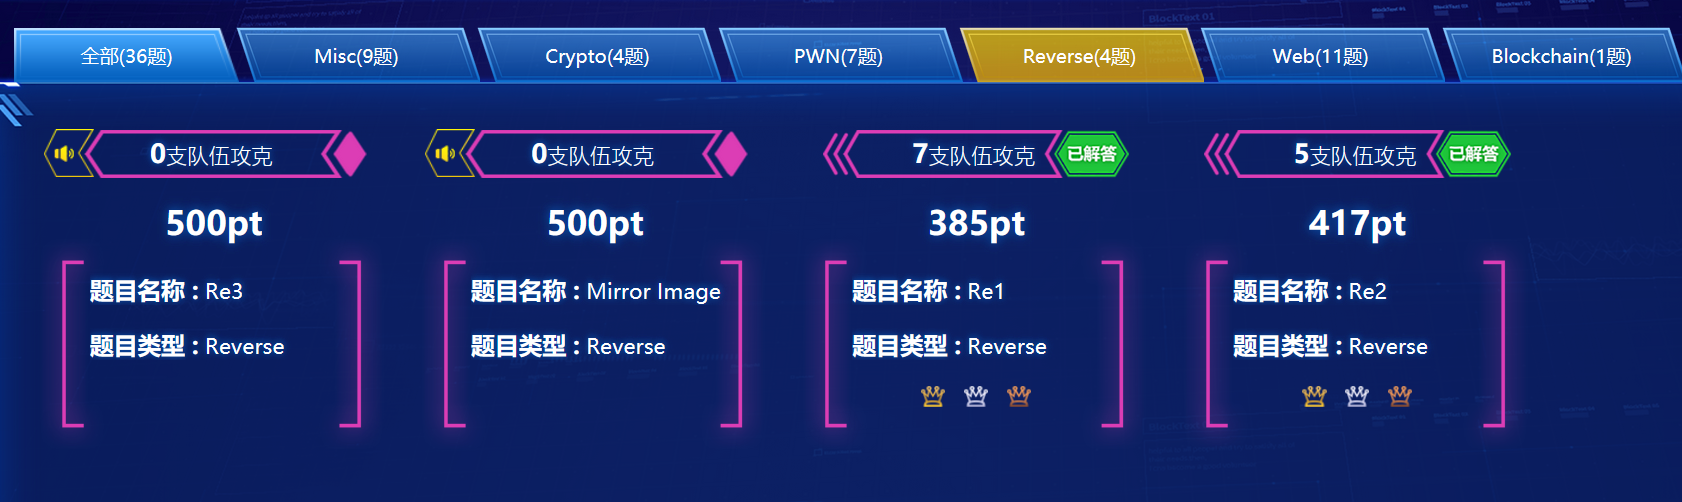 全部(36题)
Misc(9题)
Crypto(4题)
PWN(7题)
Reverse(4题)
Web(11题)
Blockchain(1题)
0支队伍攻克
500pt
题目名称 : Re3
题目类型 : Reverse
0支队伍攻克
500pt
题目名称 : Mirror Image
题目类型 : Reverse
7支队伍攻克
已解答
385pt
题目名称 : Re1
题目类型 : Reverse
5支队伍攻克
已解答
417pt
题目名称 : Re2
题目类型 : Reverse
BlockText 01